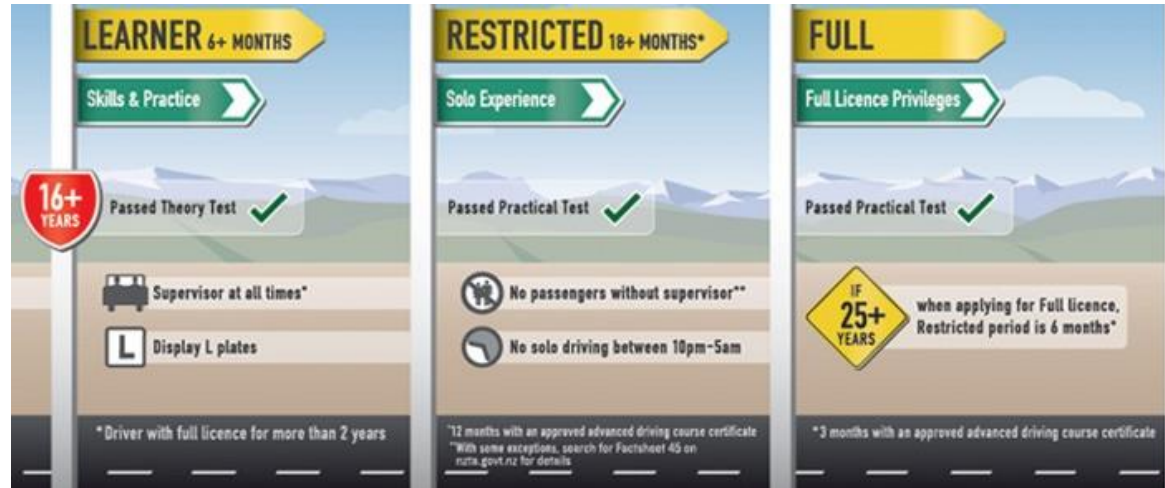 LEARNER 6+ MONTHS
Skills & Practice
16+
YEARS
Passed Theory Test
Supervisor at all times*
L
Display L plates
*Driver with full licence for more than 2 years
RESTRICTED 18+ MONTHS*
Solo Experience
Passed Practical Test
No passengers without supervisor**
No solo driving between 10pm-5am
*12 months with an approved advanced driving course certificate
**With some exceptions, search for Factsheet 45 on
nzta.govt.nz for details
FULL
Full Licence Privileges
Passed Practical Test
IF
25+
YEARS
when applying for Full licence,
Restricted period is 6 months*
*3 months with an approved advanced driving course certificate